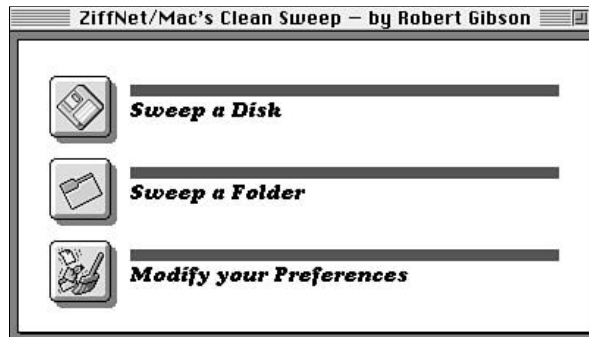 ZiffNet/Mac's Clean Sweep – by Robert Gibson
Sweep a Disk
Sweep a Folder
Modify your Preferences